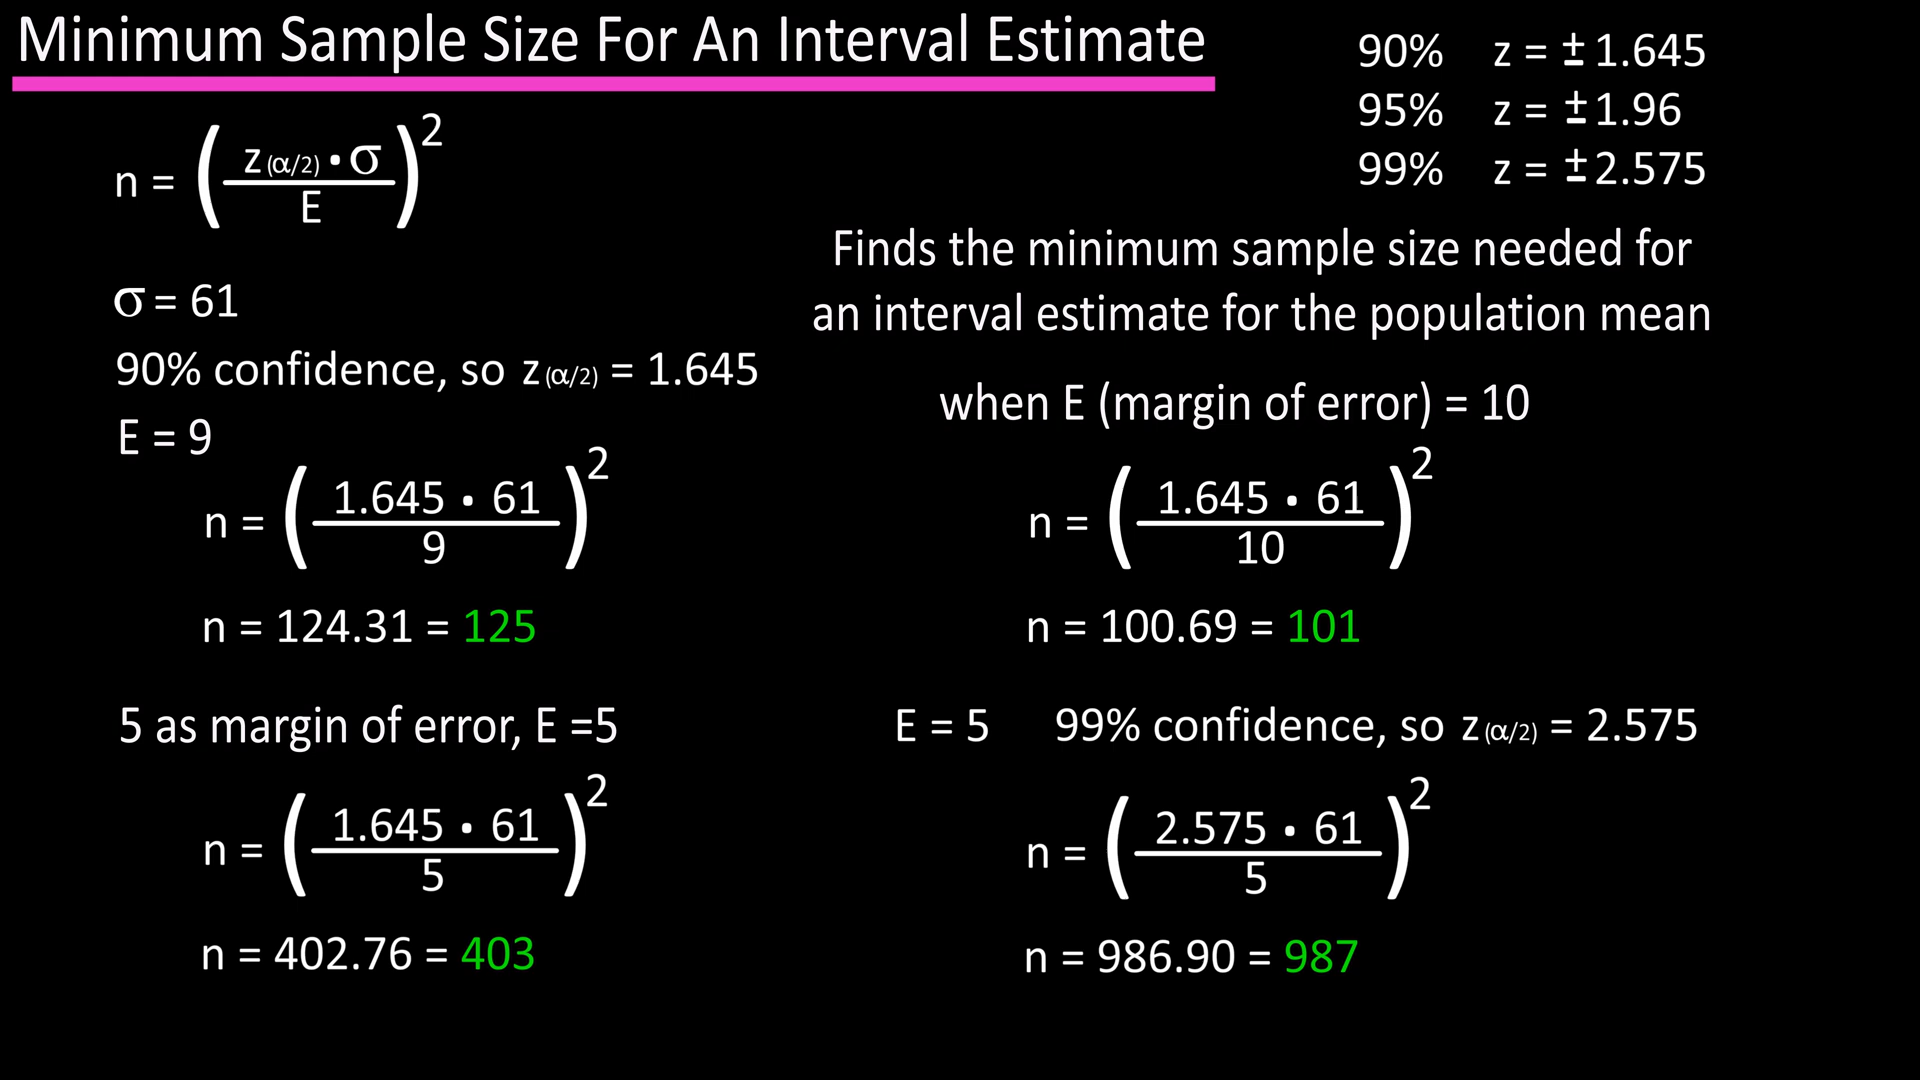 Minimum Sample Size For An Interval Estimate
90% z = ±1.645
95% z = ±1.96
99% z = ±2.575
n = ( z (α/2) · σ / E )²
Finds the minimum sample size needed for
an interval estimate for the population mean
σ = 61
90% confidence, so z (α/2) = 1.645
E = 9
n = ( 1.645 · 61 / 9 )²
n = 124.31 = 125
when E (margin of error) = 10
n = ( 1.645 · 61 / 10 )²
n = 100.69 = 101
5 as margin of error, E =5
n = ( 1.645 · 61 / 5 )²
n = 402.76 = 403
E = 5 99% confidence, so z (α/2) = 2.575
n = ( 2.575 · 61 / 5 )²
n = 986.90 = 987